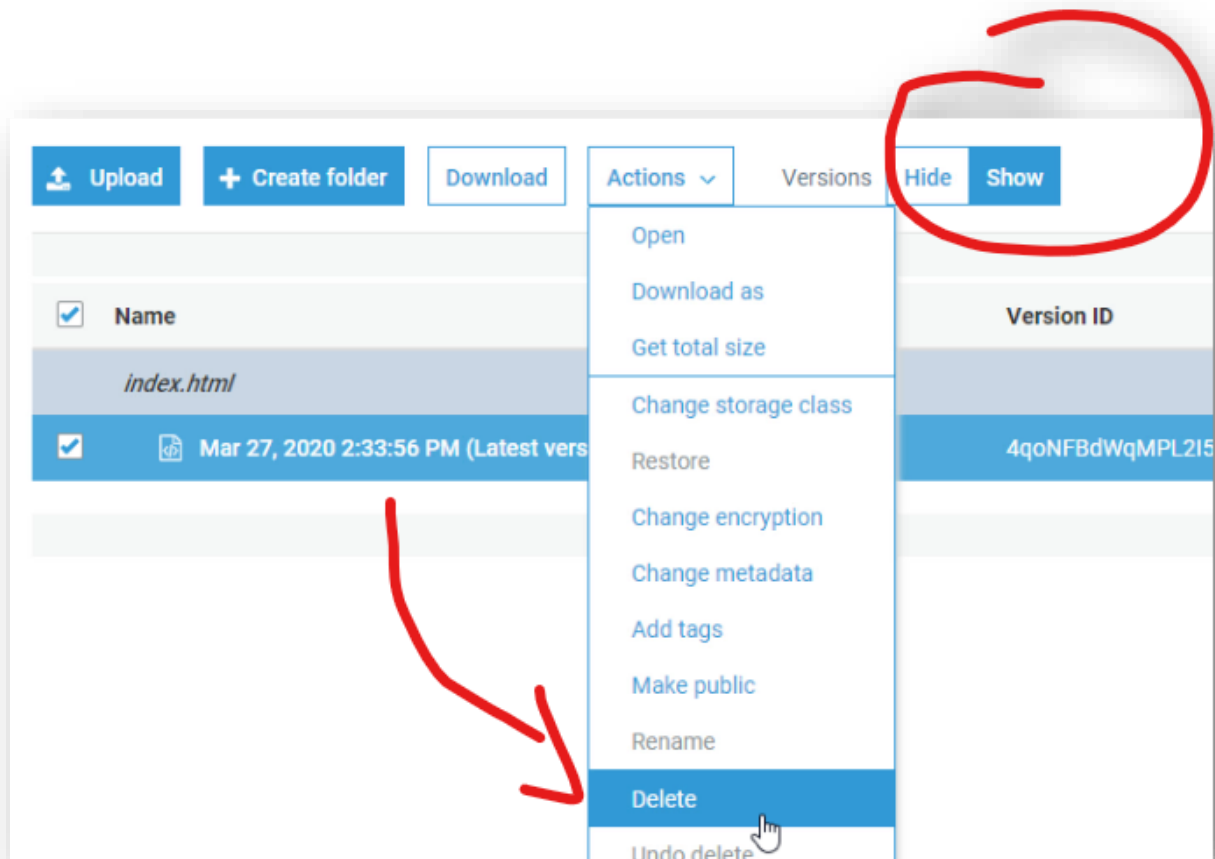 Upload + Create folder Download Actions Versions Hide Show
Open
Download as
Get total size
Name Version ID
index.html
Mar 27, 2020 2:33:56 PM (Latest vers 4qoNFBdWqMPL2I5
Change storage class
Restore
Change encryption
Change metadata
Add tags
Make public
Rename
Delete
Undo delete